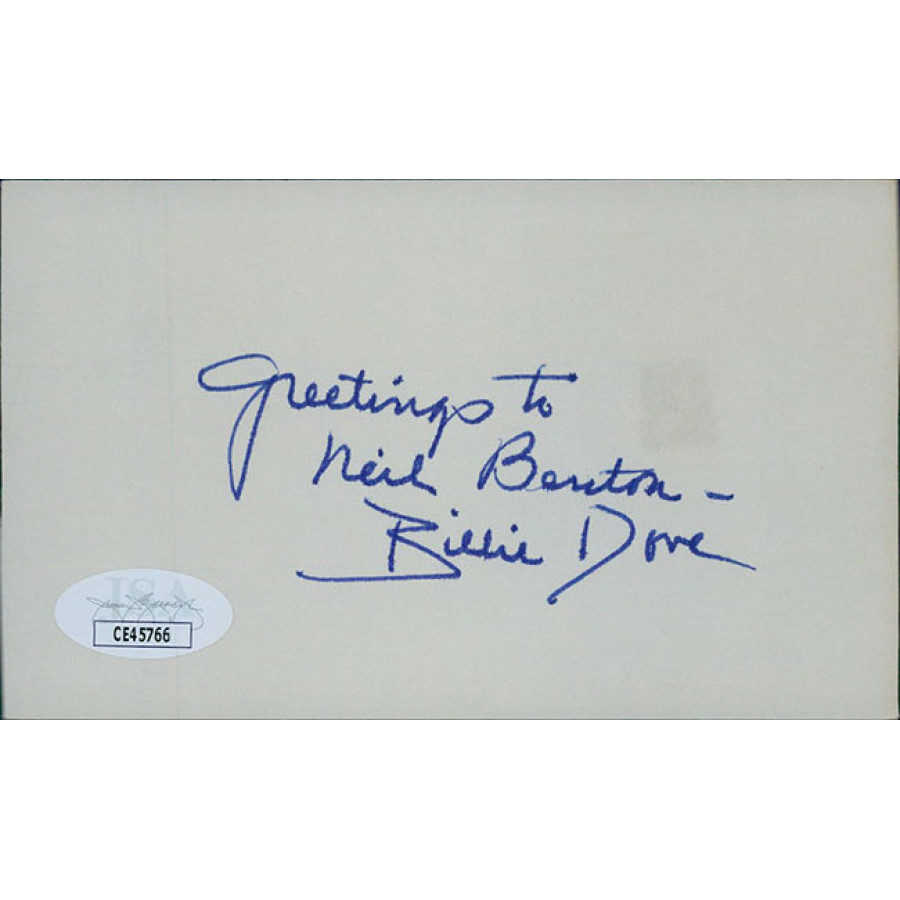 Greetings to
Neil Benton -
Billie Dove
JSA
CE45766